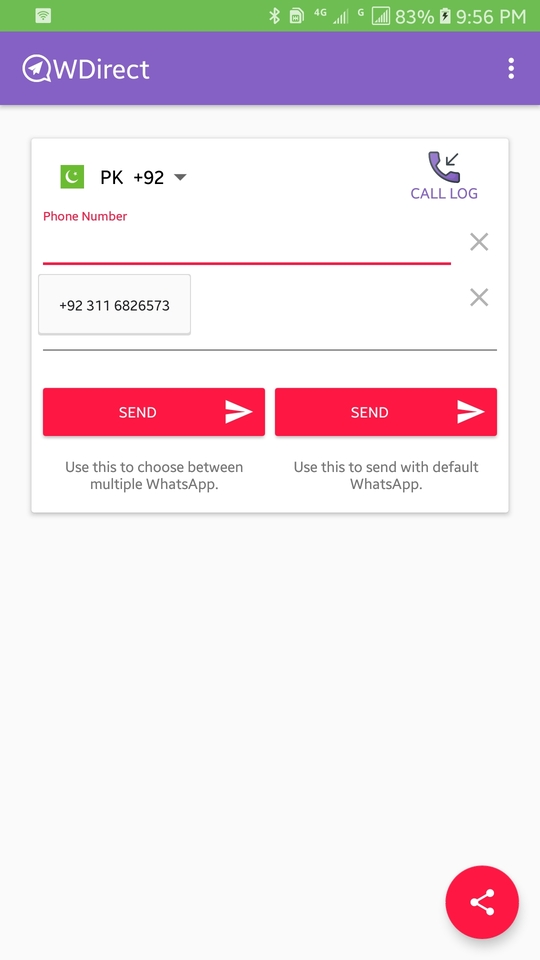 4G G 83% 9:56 PM
WDirect
PK +92
CALL LOG
Phone Number
+92 311 6826573
SEND
SEND
Use this to choose between
multiple WhatsApp.
Use this to send with default
WhatsApp.